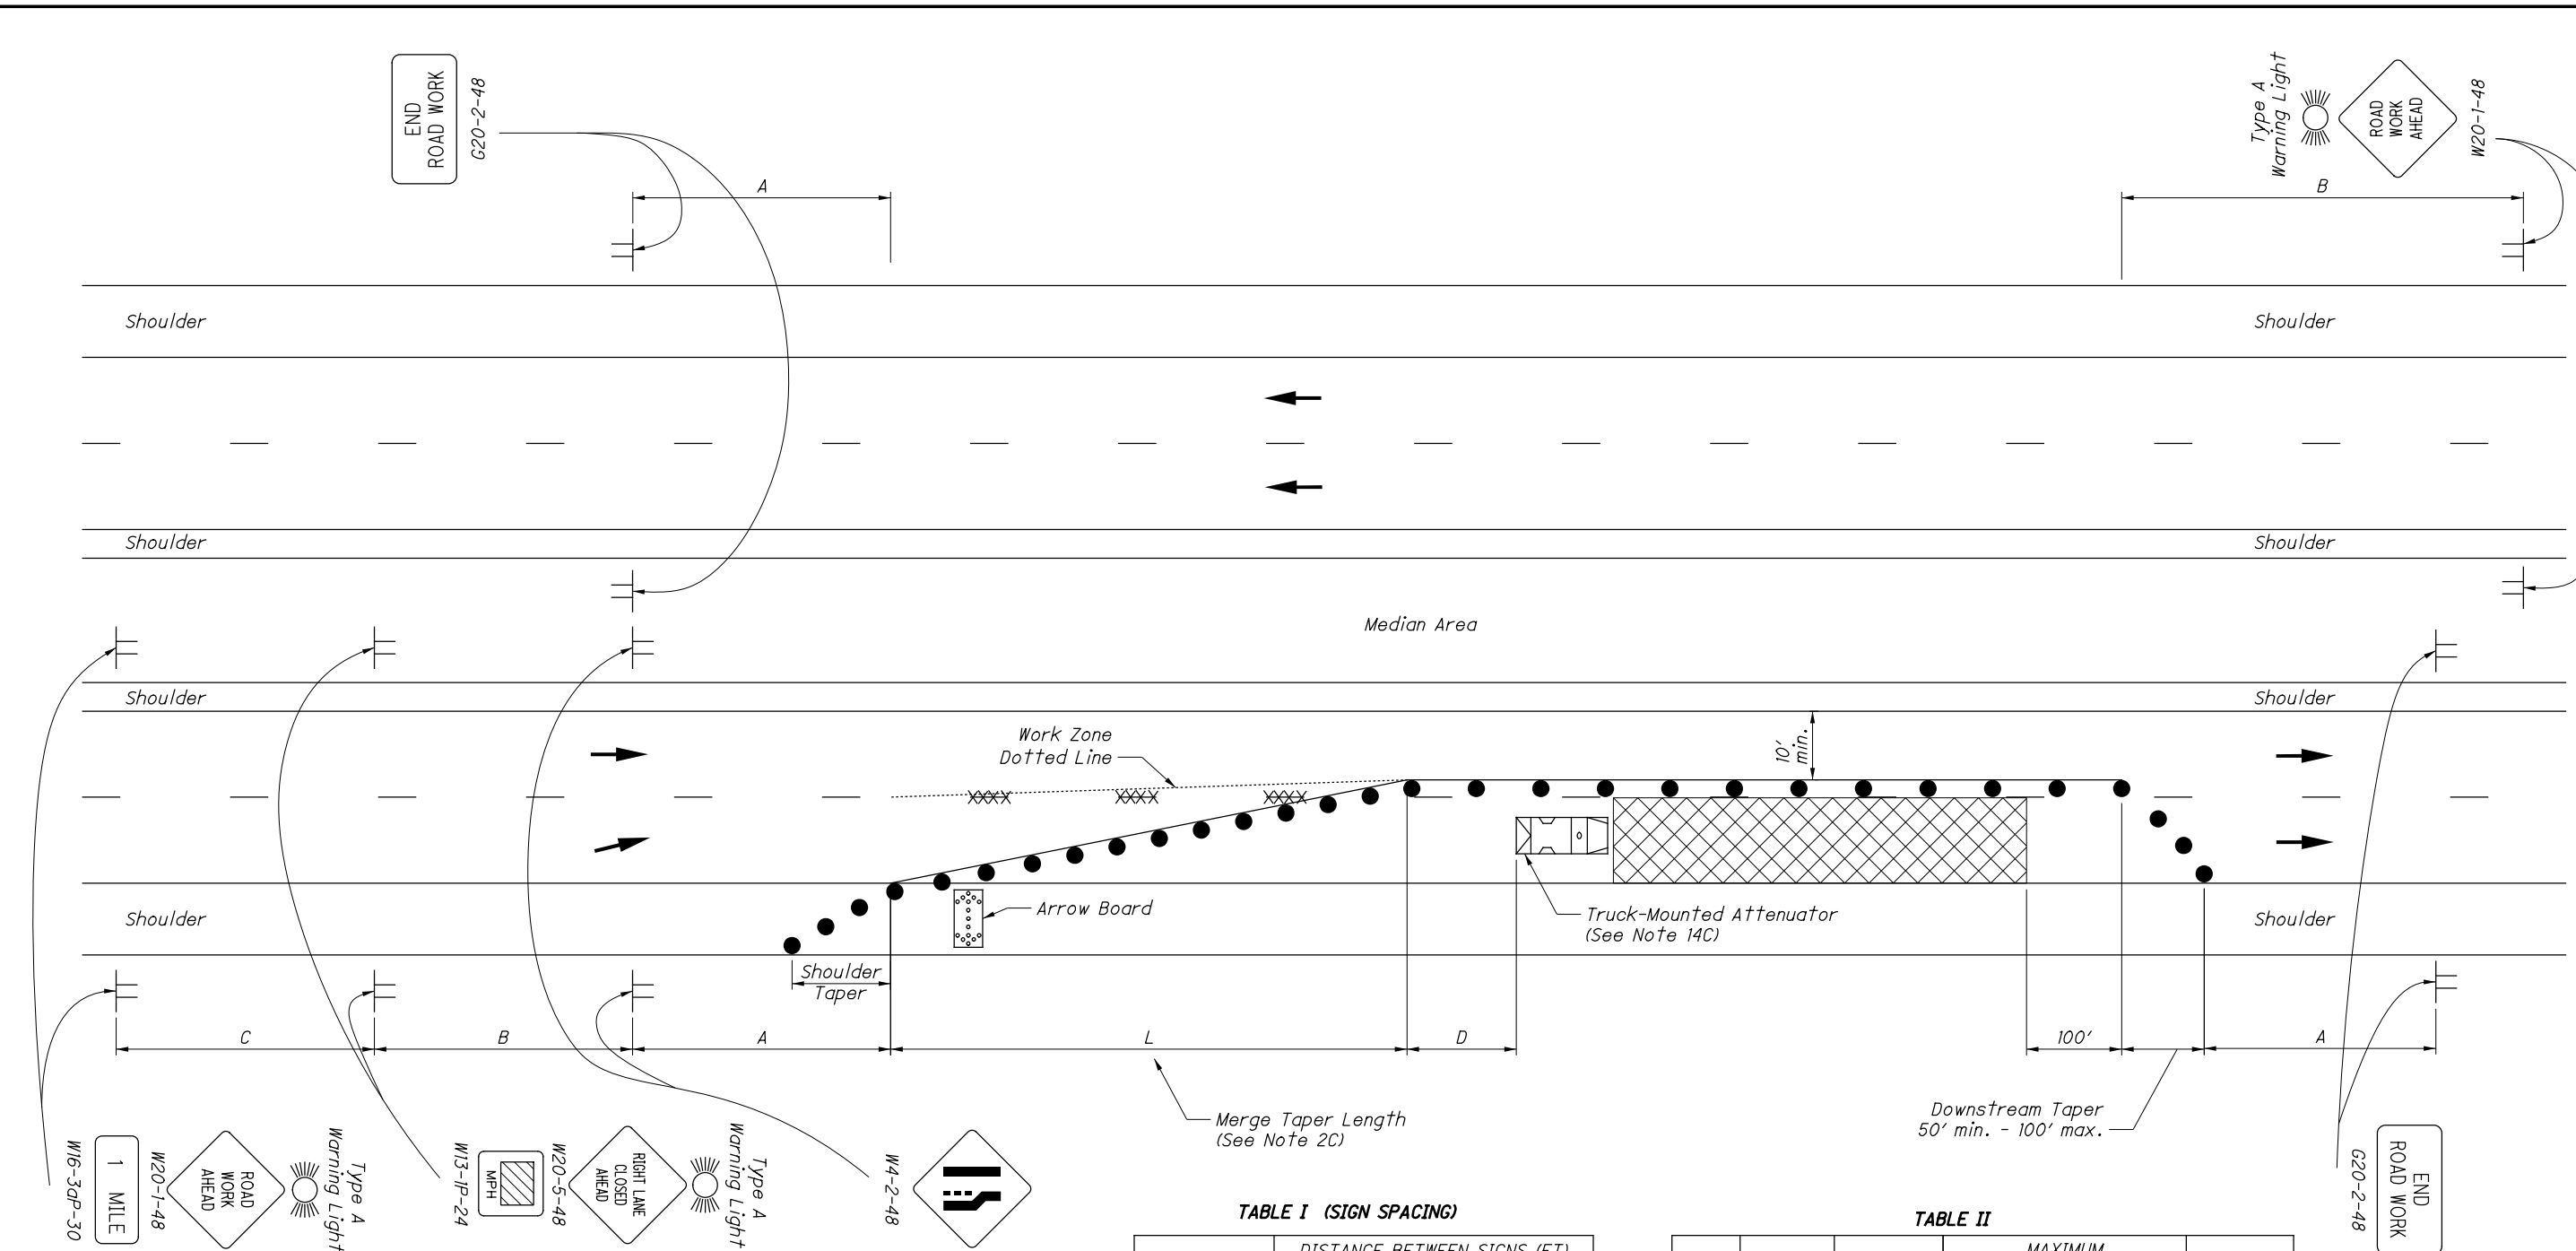 END
ROAD WORK
G20-2-48
A
Type A
Warning Light
ROAD
WORK
AHEAD
W20-1-48
B
Shoulder
Shoulder
Shoulder
Shoulder
Median Area
Shoulder
Shoulder
Work Zone
Dotted Line
10'
min.
Arrow Board
Truck-Mounted Attenuator
(See Note 14C)
Shoulder
Shoulder
Shoulder
Taper
C
B
A
L
D
100'
A
Merge Taper Length
(See Note 2C)
Downstream Taper
50' min. - 100' max.
W16-3aP-30
1 MILE
W20-1-48
ROAD
WORK
AHEAD
Type A
Warning Light
W13-1P-24
MPH
W20-5-48
RIGHT LANE
CLOSED
AHEAD
Type A
Warning Light
W4-2-48
G20-2-48
END
ROAD WORK
TABLE I (SIGN SPACING)
TABLE II
DISTANCE BETWEEN SIGNS (FT)
MAXIMUM